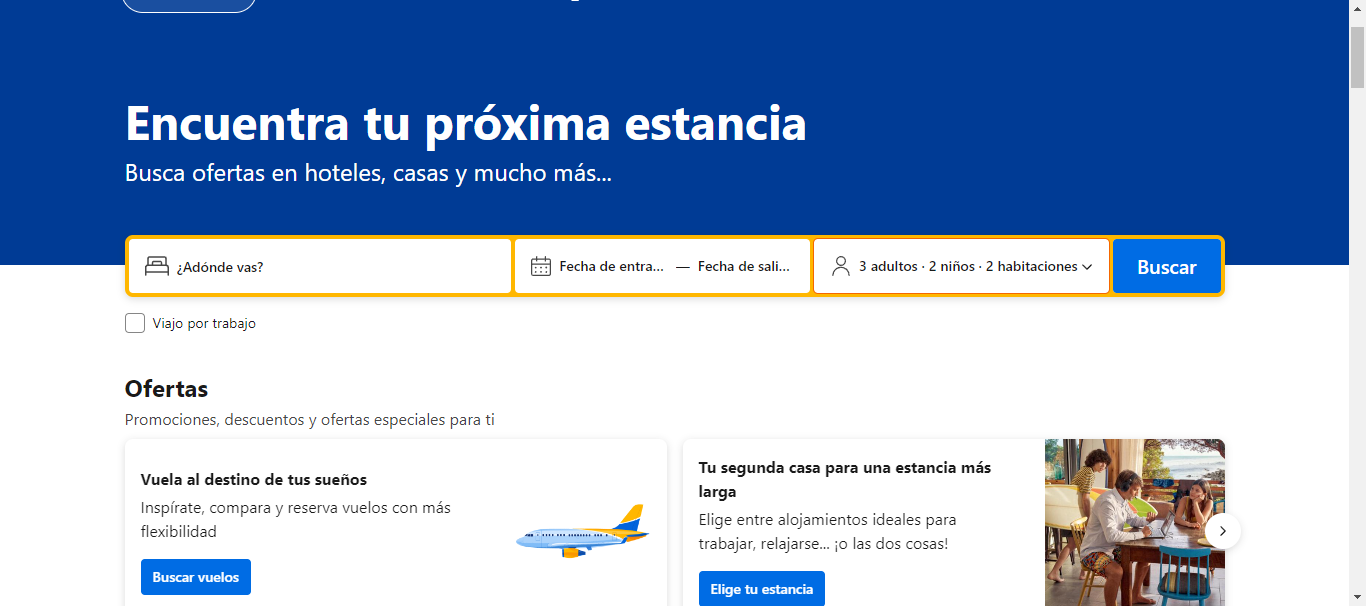 Encuentra tu próxima estancia
Busca ofertas en hoteles, casas y mucho más...
¿Adónde vas?
Fecha de entra... — Fecha de sali...
3 adultos · 2 niños · 2 habitaciones
Buscar
Viajo por trabajo
Ofertas
Promociones, descuentos y ofertas especiales para ti
Vuela al destino de tus sueños
Inspírate, compara y reserva vuelos con más
flexibilidad
Buscar vuelos
Tu segunda casa para una estancia más
larga
Elige entre alojamientos ideales para
trabajar, relajarse... ¡o las dos cosas!
Elige tu estancia